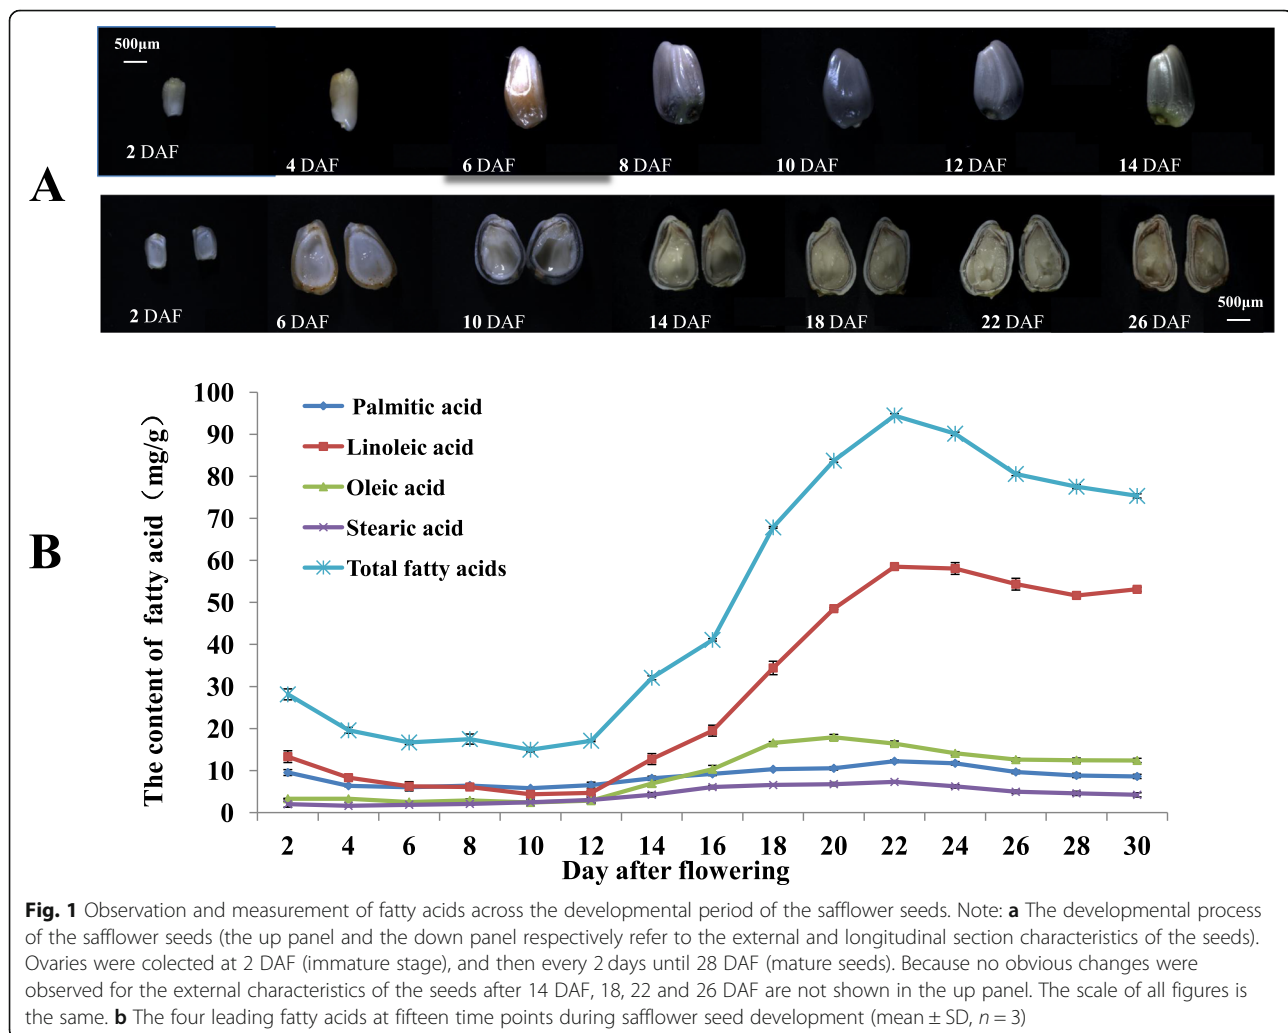 500μm
2 DAF
4 DAF
6 DAF
8 DAF
10 DAF
12 DAF
14 DAF
A
2 DAF
6 DAF
10 DAF
14 DAF
18 DAF
22 DAF
26 DAF
500μm
B
The content of fatty acid（mg/g）
100
90
80
70
60
50
40
30
20
10
0
Palmitic acid
Linoleic acid
Oleic acid
Stearic acid
Total fatty acids
2 4 6 8 10 12 14 16 18 20 22 24 26 28 30
Day after flowering
Fig. 1 Observation and measurement of fatty acids across the developmental period of the safflower seeds. Note: a The developmental process
of the safflower seeds (the up panel and the down panel respectively refer to the external and longitudinal section characteristics of the seeds).
Ovaries were colected at 2 DAF (immature stage), and then every 2 days until 28 DAF (mature seeds). Because no obvious changes were
observed for the external characteristics of the seeds after 14 DAF, 18, 22 and 26 DAF are not shown in the up panel. The scale of all figures is
the same. b The four leading fatty acids at fifteen time points during safflower seed development (mean ± SD, n = 3)